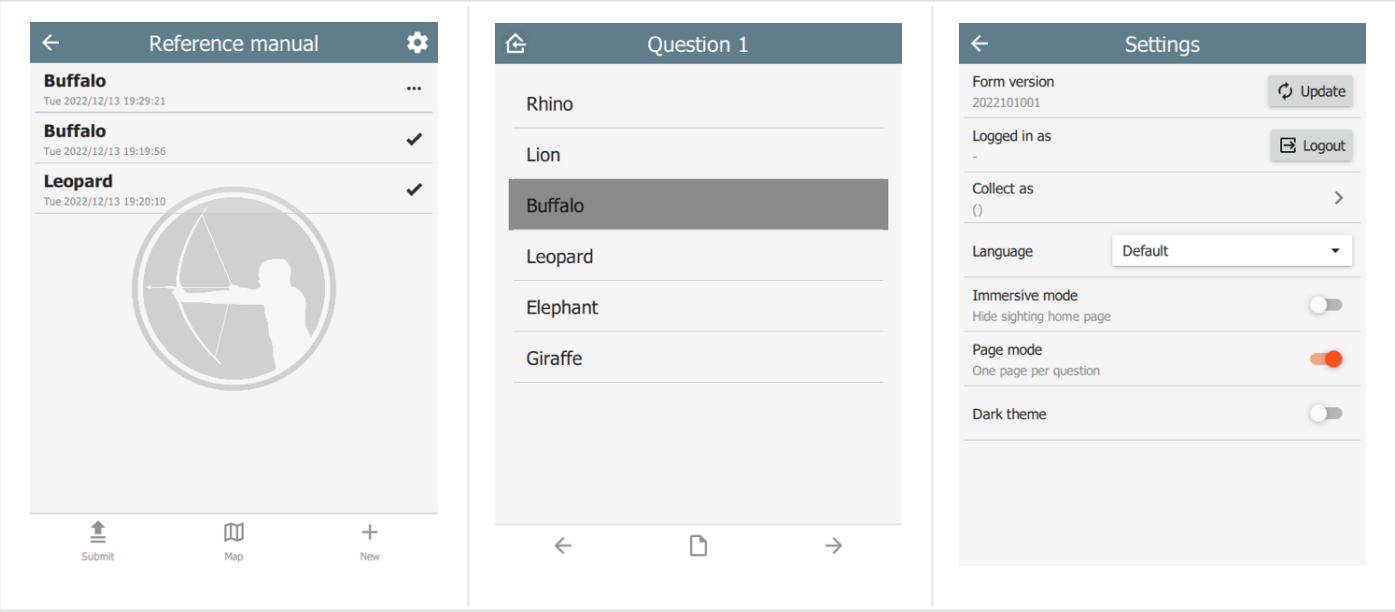 Reference manual
Buffalo
Tue 2022/12/13 19:29:21
Buffalo
Tue 2022/12/13 19:19:56
Leopard
Tue 2022/12/13 19:20:10
Submit
Map
New
Question 1
Rhino
Lion
Buffalo
Leopard
Elephant
Giraffe
Settings
Form version
2022101001
Update
Logged in as
-
Logout
Collect as
()
Language
Default
Immersive mode
Hide sighting home page
Page mode
One page per question
Dark theme